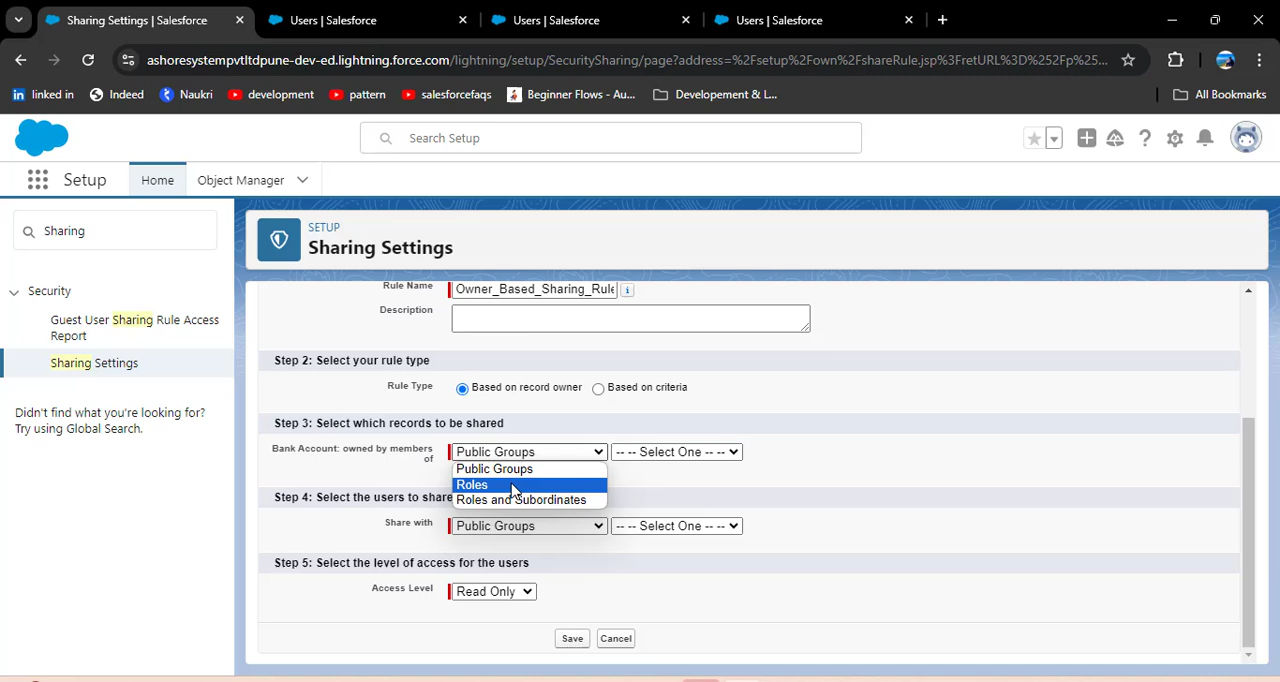 Sharing Settings | Salesforce
Users | Salesforce
Users | Salesforce
Users | Salesforce
ashoresystempvtltdpune-dev-ed.lightning.force.com/lightning/setup/SecuritySharing/page?address=%2Fsetup%2Fown%2FshareRule.jsp%3FretURL%3D%252Fp%25...
linked in
Indeed
Naukri
development
pattern
salesforcefaqs
Beginner Flows - Au...
Developement & L...
All Bookmarks
Search Setup
Setup
Home
Object Manager
Sharing
Security
Guest User Sharing Rule Access
Report
Sharing Settings
Didn't find what you're looking for?
Try using Global Search.
SETUP
Sharing Settings
Rule Name
Owner_Based_Sharing_Rule
Description
Step 2: Select your rule type
Rule Type
Based on record owner
Based on criteria
Step 3: Select which records to be shared
Bank Account: owned by members
of
Public Groups
-- -- Select One -- --
Public Groups
Roles
Roles and Subordinates
Step 4: Select the users to share
Share with
Public Groups
-- -- Select One -- --
Step 5: Select the level of access for the users
Access Level
Read Only
Save
Cancel